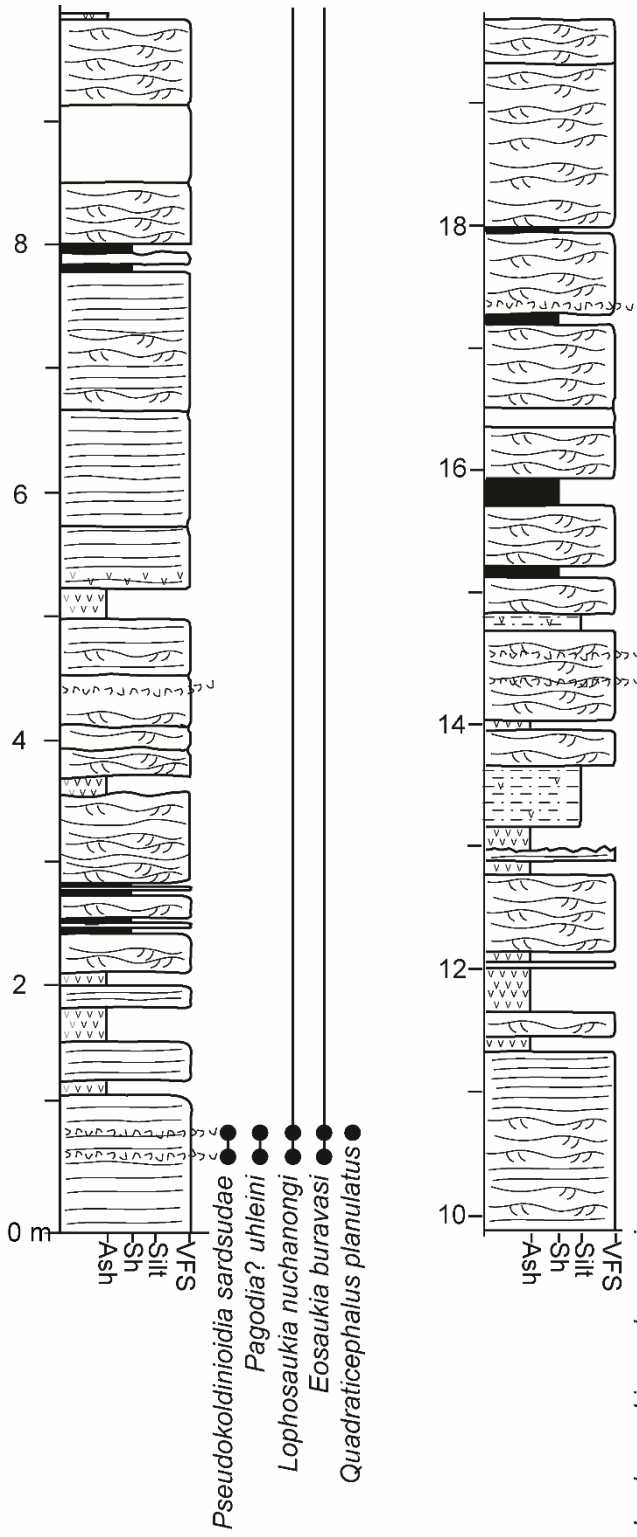 8
6
4
2
0 m
Ash
Sh
Silt
VFS
Pseudokoldinioidia sardsudae
Pagodia? uhleini
Lophosaukia nuchanongi
Eosaukia buravasi
Quadraticephalus planulatus
18
16
14
12
10
Ash
Sh
Silt
VFS